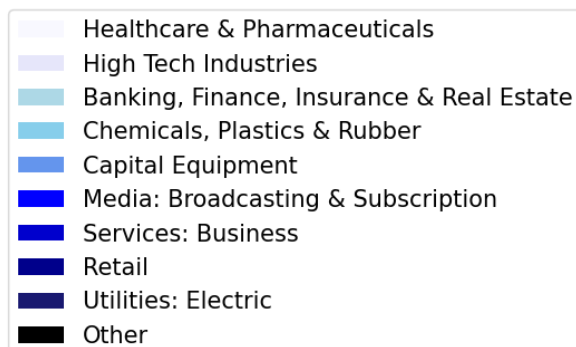 Healthcare & Pharmaceuticals
High Tech Industries
Banking, Finance, Insurance & Real Estate
Chemicals, Plastics & Rubber
Capital Equipment
Media: Broadcasting & Subscription
Services: Business
Retail
Utilities: Electric
Other